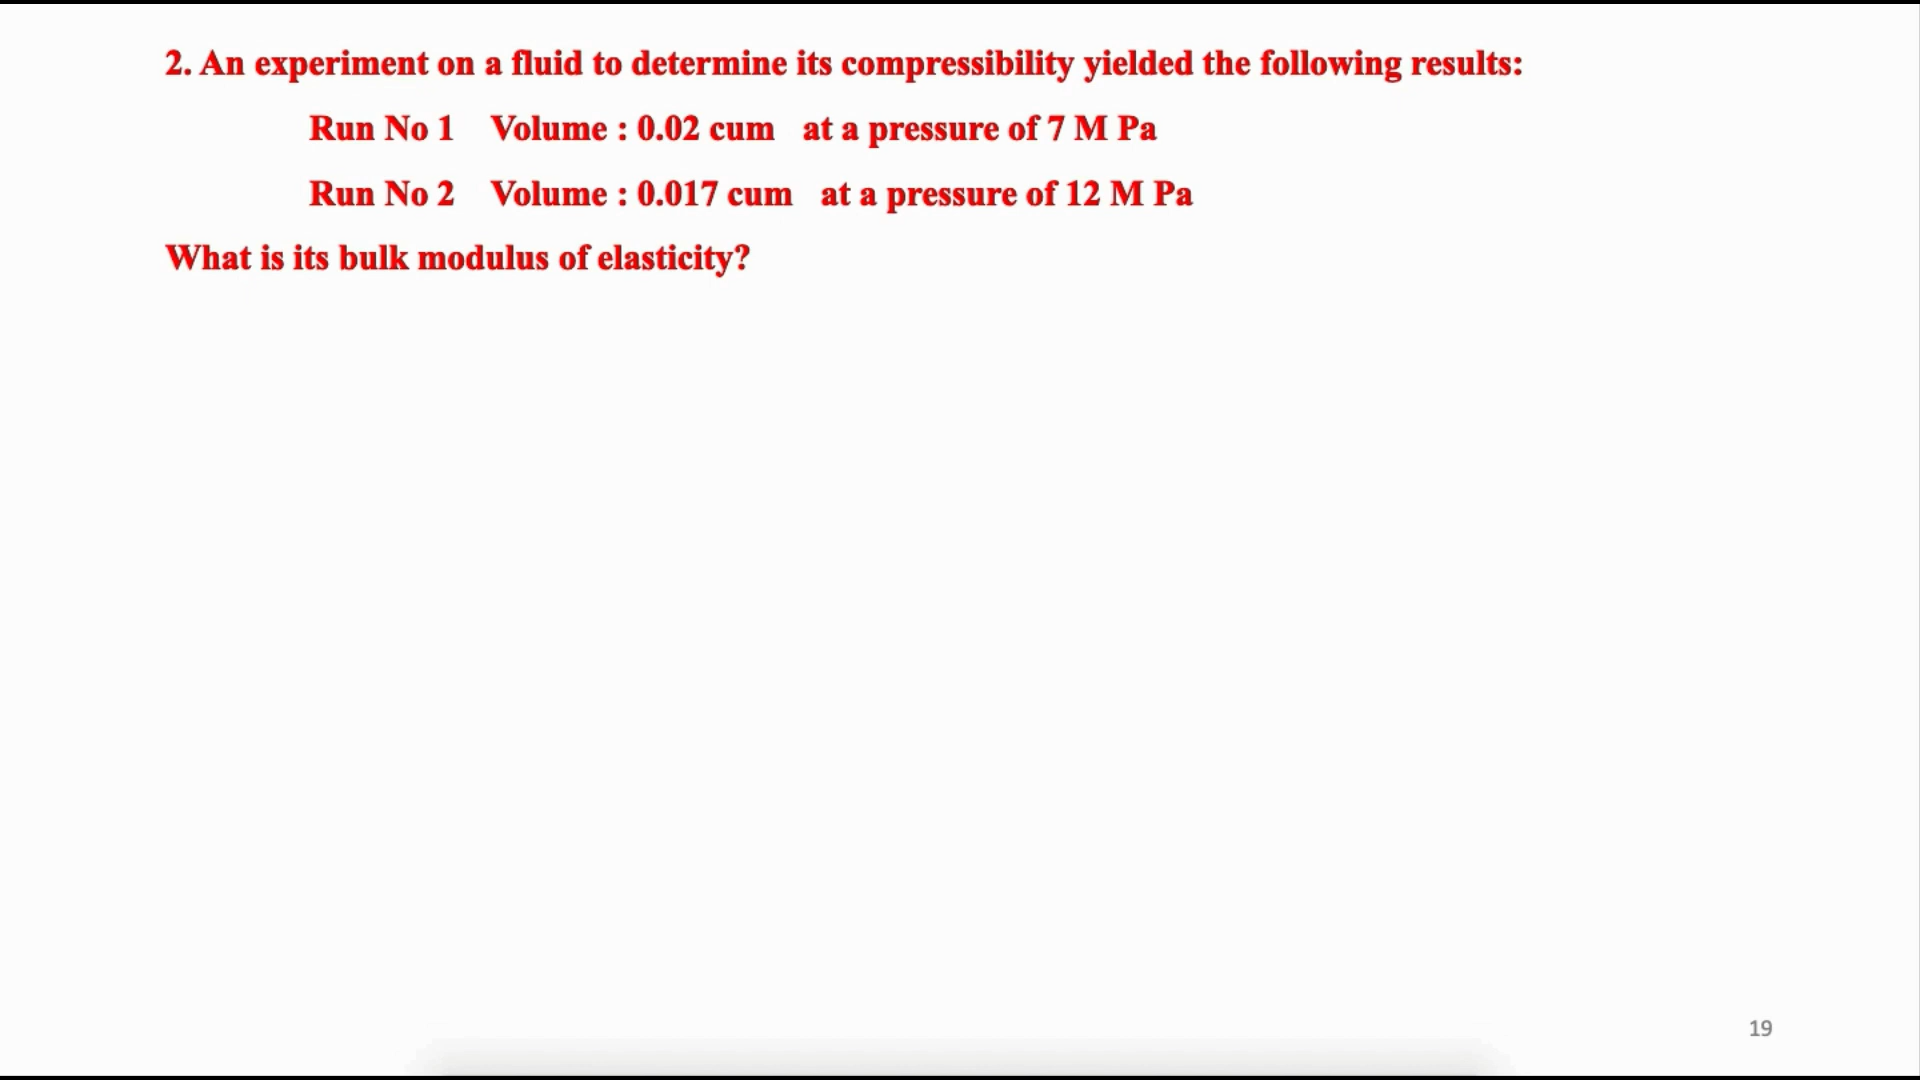 2. An experiment on a fluid to determine its compressibility yielded the following results:
Run No 1 Volume : 0.02 cum at a pressure of 7 M Pa
Run No 2 Volume : 0.017 cum at a pressure of 12 M Pa
What is its bulk modulus of elasticity?
19